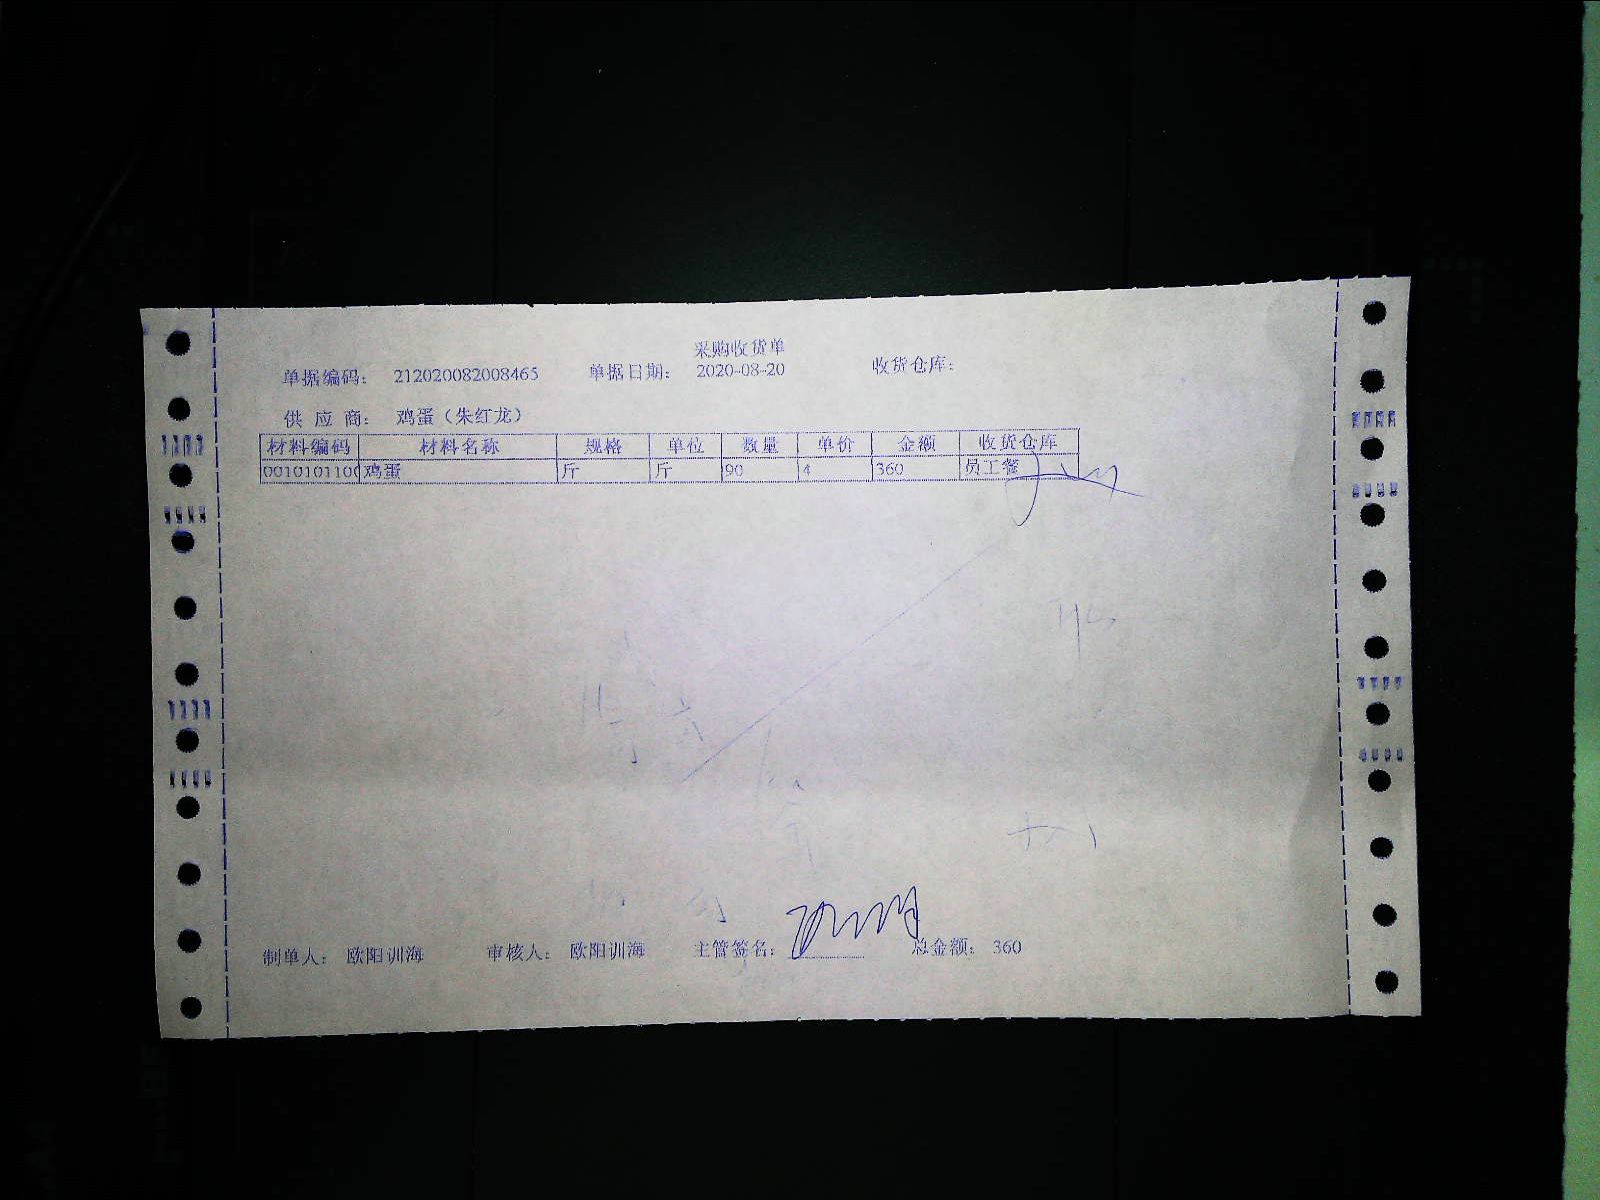 采购收货单
单据编码: 212020082008465 单据日期: 2020-08-20 收货仓库:
供应商: 鸡蛋(朱红龙)
材料编码 材料名称 规格 单位 数量 单价 金额 收货仓库
0010101100 鸡蛋 斤 斤 90 4 360 员工餐
制单人: 欧阳训海 审核人: 欧阳训海 主管签名: 总金额: 360